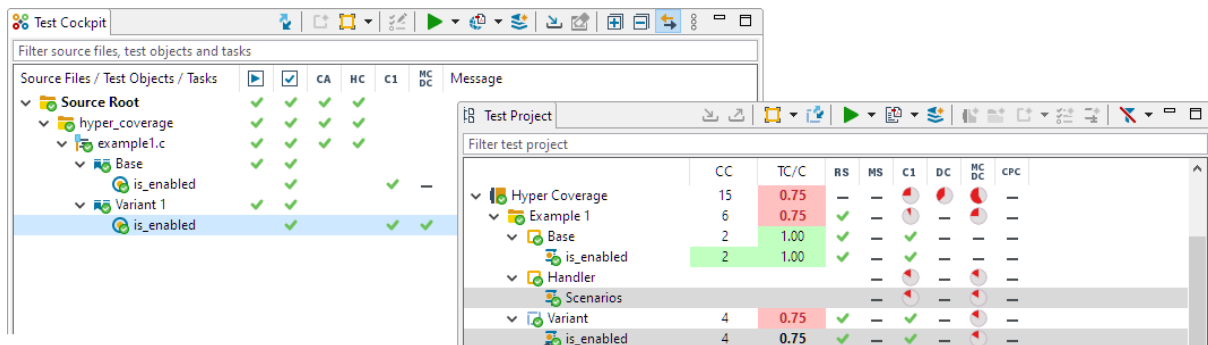 Test Cockpit
Filter source files, test objects and tasks
Source Files / Test Objects / Tasks CA HC C1 MC DC Message
Source Root
hyper_coverage
example1.c
Base
is_enabled
Variant 1
is_enabled
Test Project
Filter test project
CC TC/C RS MS C1 DC MC DC CPC
Hyper Coverage 15 0.75
Example 1 6 0.75
Base 2 1.00
is_enabled 2 1.00
Handler
Scenarios
Variant 4 0.75
is_enabled 4 0.75